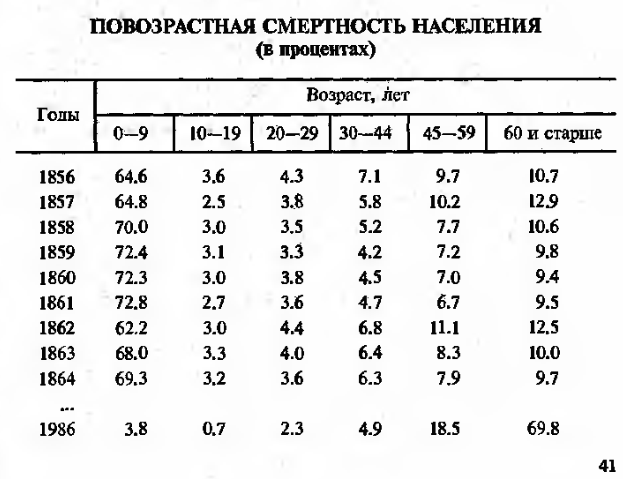 ПОВОЗРАСТНАЯ СМЕРТНОСТЬ НАСЕЛЕНИЯ
(в процентах)
Годы Возраст, лет
0—9 10—19 20—29 30—44 45—59 60 и старше
1856 64.6 3.6 4.3 7.1 9.7 10.7
1857 64.8 2.5 3.8 5.8 10.2 12.9
1858 70.0 3.0 3.5 5.2 7.7 10.6
1859 72.4 3.1 3.3 4.2 7.2 9.8
1860 72.3 3.0 3.8 4.5 7.0 9.4
1861 72.8 2.7 3.6 4.7 6.7 9.5
1862 62.2 3.0 4.4 6.8 11.1 12.5
1863 68.0 3.3 4.0 6.4 8.3 10.0
1864 69.3 3.2 3.6 6.3 7.9 9.7
...
1986 3.8 0.7 2.3 4.9 18.5 69.8
41